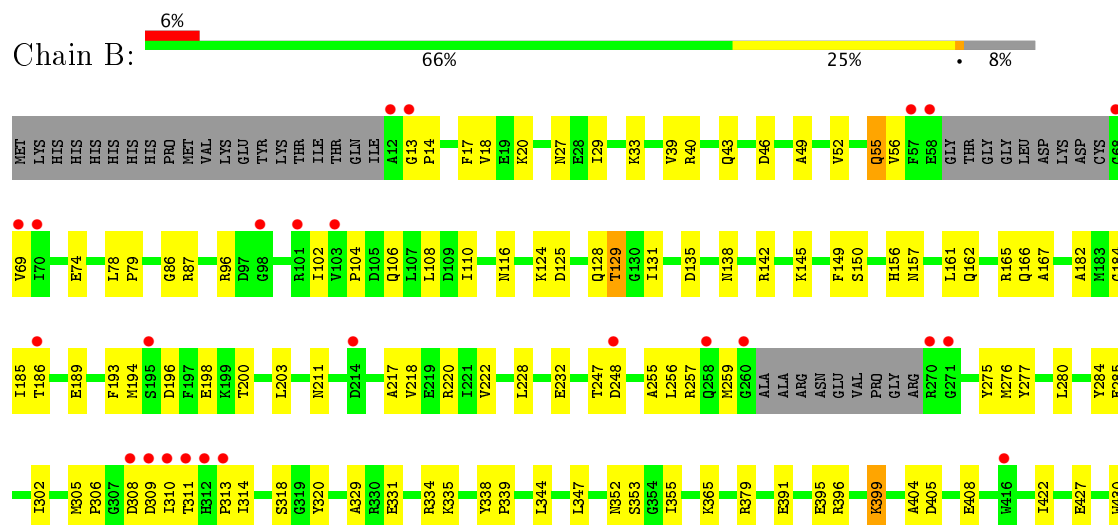 6%
Chain B:
66% 25% • 8%
MET LYS HIS HIS HIS HIS HIS HIS PRO MET VAL LYS GLU TYR LYS THR ILE THR GLN ILE A12 G13 P14 F17 V18 E19 K20 N27 E28 I29 K33 V39 R40 Q43 D46 A49 V52 Q55 V56 F57 E58 GLY THR GLY GLY LEU ASP LYS ASP CYS G68
V69 I70 E74 L78 P79 G86 R87 R96 D97 G98 R101 I102 V103 P104 D105 Q106 L107 L108 D109 I110 N116 K124 D125 Q128 T129 G130 I131 D135 N138 R142 K145 F149 S150 H156 N157 L161 Q162 R165 Q166 A167 A182 M183 G184
I185 T186 E189 F193 M194 S195 D196 F197 E198 K199 T200 L203 N211 D214 A217 V218 E219 R220 I221 V222 L228 E232 T247 D248 A255 L256 R257 Q258 M259 G260 ALA ALA ARG ASN GLU VAL PRO GLY ARG R270 G271 Y275 M276 Y277 L280 Y284
I302 M305 P306 G307 D308 D309 I310 T311 H312 P313 I314 S318 G319 Y320 A329 R330 E331 R334 K335 Y338 P339 L344 L347 N352 S353 G354 I355 K365 R379 E391 E395 R396 K399 A404 D405 E408 W416 I422 E427